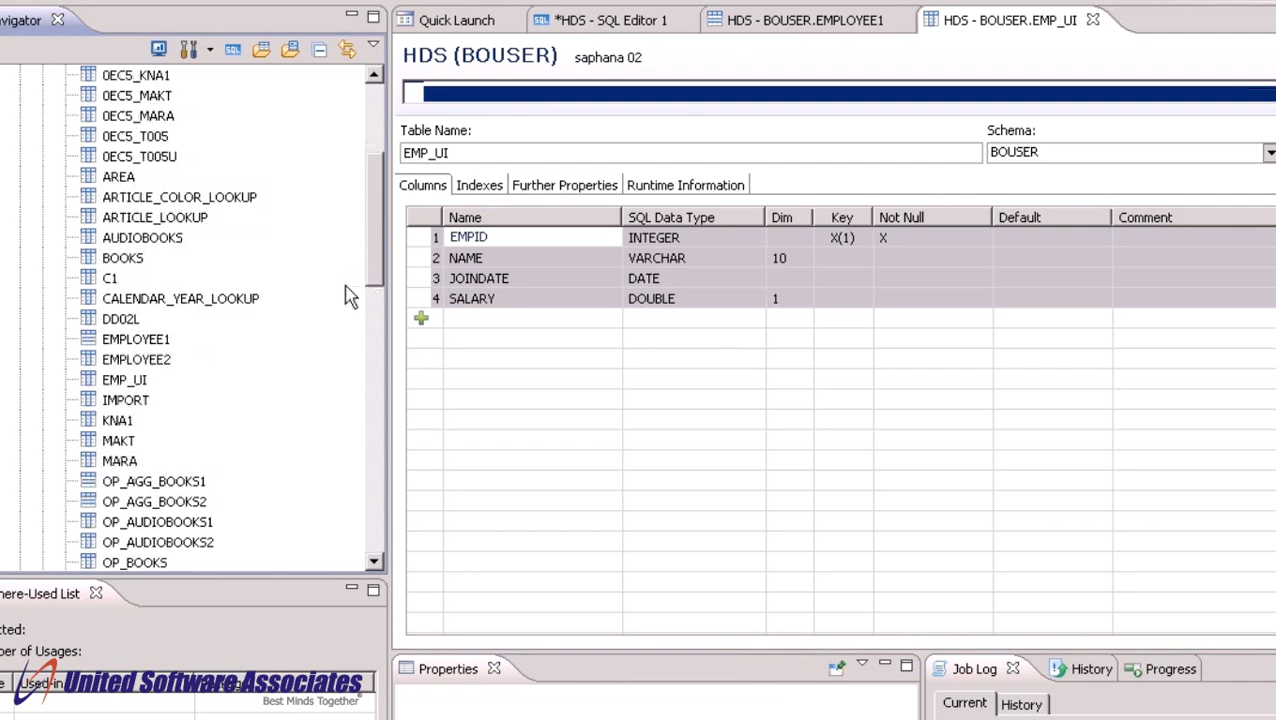 avigator
Quick Launch
*HDS - SQL Editor 1
HDS - BOUSER.EMPLOYEE1
HDS - BOUSER.EMP_UI
SQL
HDS (BOUSER) saphana 02
Table Name:
EMP_UI
Schema:
BOUSER
Columns
Indexes
Further Properties
Runtime Information
Name SQL Data Type Dim Key Not Null Default Comment
1 EMPID INTEGER X(1) X
2 NAME VARCHAR 10
3 JOINDATE DATE
4 SALARY DOUBLE 1
0EC5_KNA1
0EC5_MAKT
0EC5_MARA
0EC5_T005
0EC5_T005U
AREA
ARTICLE_COLOR_LOOKUP
ARTICLE_LOOKUP
AUDIOBOOKS
BOOKS
C1
CALENDAR_YEAR_LOOKUP
DD02L
EMPLOYEE1
EMPLOYEE2
EMP_UI
IMPORT
KNA1
MAKT
MARA
OP_AGG_BOOKS1
OP_AGG_BOOKS2
OP_AUDIOBOOKS1
OP_AUDIOBOOKS2
OP_BOOKS
here-Used List
cted:
ber of Usages:
United Software Associates
Best Minds Together
Properties
Job Log
History
Progress
Current
History